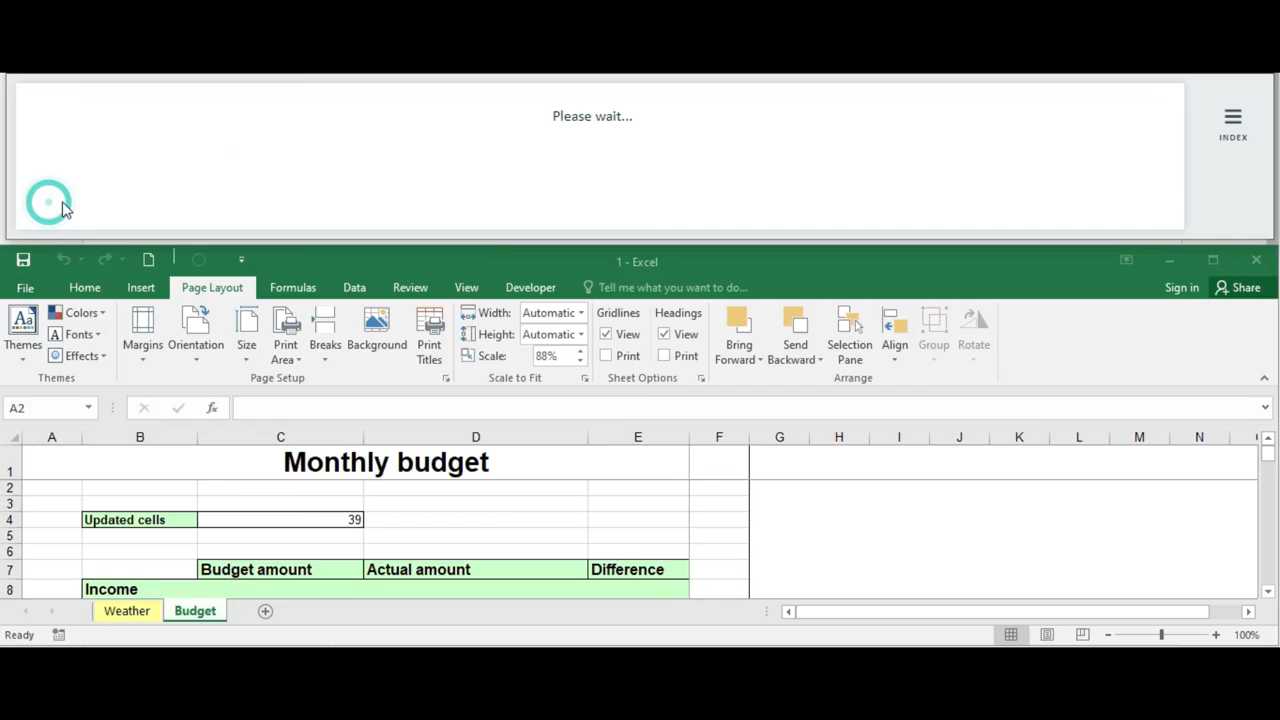 Please wait...
INDEX
1 - Excel
File Home Insert Page Layout Formulas Data Review View Developer Tell me what you want to do... Sign in Share
Themes
Colors
Fonts
Effects
Themes
Margins
Orientation
Size
Print Area
Breaks
Background
Print Titles
Page Setup
Width: Automatic
Height: Automatic
Scale: 88%
Scale to Fit
Gridlines
View
Print
Headings
View
Print
Sheet Options
Bring Forward
Send Backward
Selection Pane
Align
Group
Rotate
Arrange
A2 fx
A B C D E F G H I J K L M N
1 Monthly budget
2
3
4 Updated cells 39
5
6
7 Budget amount Actual amount Difference
8 Income
Weather Budget
Ready 100%